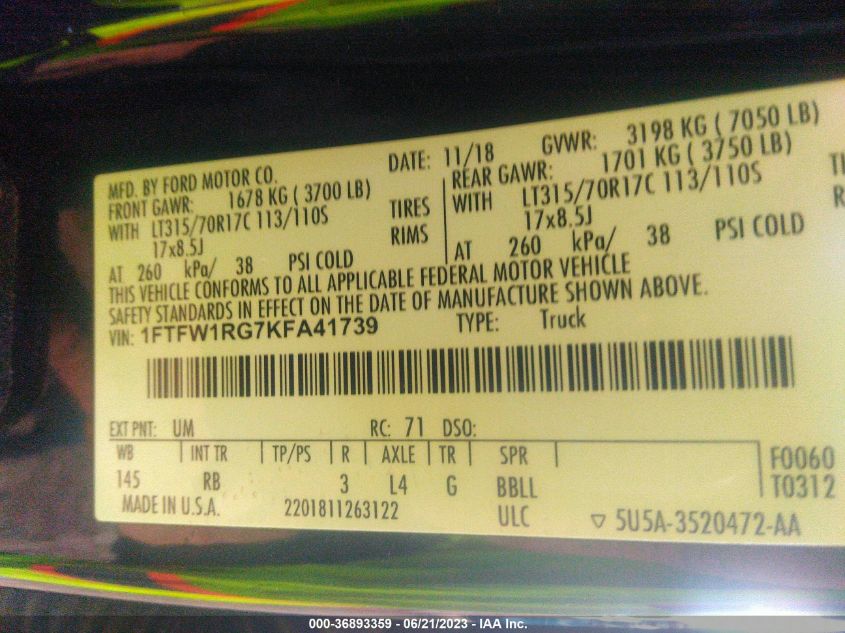 MFD. BY FORD MOTOR CO.
DATE: 11/18 GVWR: 3198 KG ( 7050 LB)
FRONT GAWR: 1678 KG ( 3700 LB)
REAR GAWR: 1701 KG ( 3750 LB)
WITH LT315/70R17C 113/110S TIRES
WITH LT315/70R17C 113/110S
17x8.5J RIMS
17x8.5J
AT 260 kPa/ 38 PSI COLD
AT 260 kPa/ 38 PSI COLD
THIS VEHICLE CONFORMS TO ALL APPLICABLE FEDERAL MOTOR VEHICLE
SAFETY STANDARDS IN EFFECT ON THE DATE OF MANUFACTURE SHOWN ABOVE.
VIN: 1FTFW1RG7KFA41739 TYPE: Truck
EXT PNT: UM RC: 71 DSO:
WB INT TR TP/PS R AXLE TR SPR
145 RB 3 L4 G BBLL
F0060
T0312
MADE IN U.S.A. 2201811263122 ULC
▽ 5U5A-3520472-AA
000-36893359 - 06/21/2023 - IAA Inc.